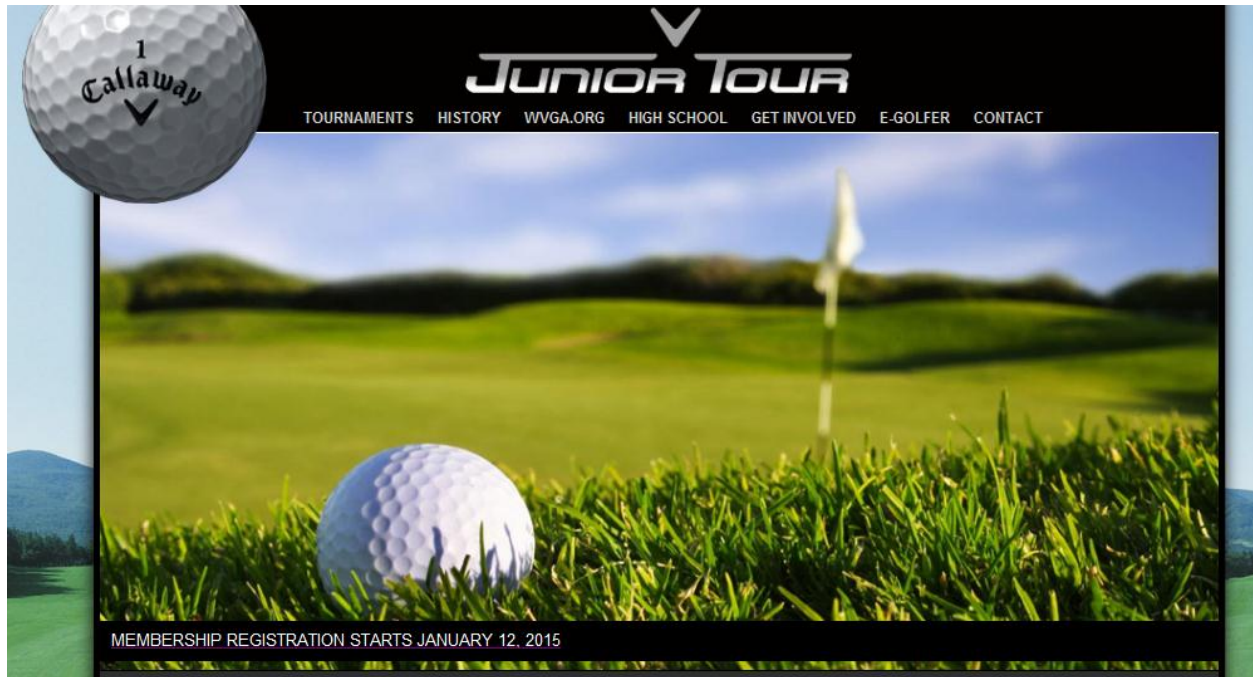 1
Callaway
JUNIOR TOUR
TOURNAMENTS HISTORY WVGA.ORG HIGH SCHOOL GET INVOLVED E-GOLFER CONTACT
MEMBERSHIP REGISTRATION STARTS JANUARY 12, 2015